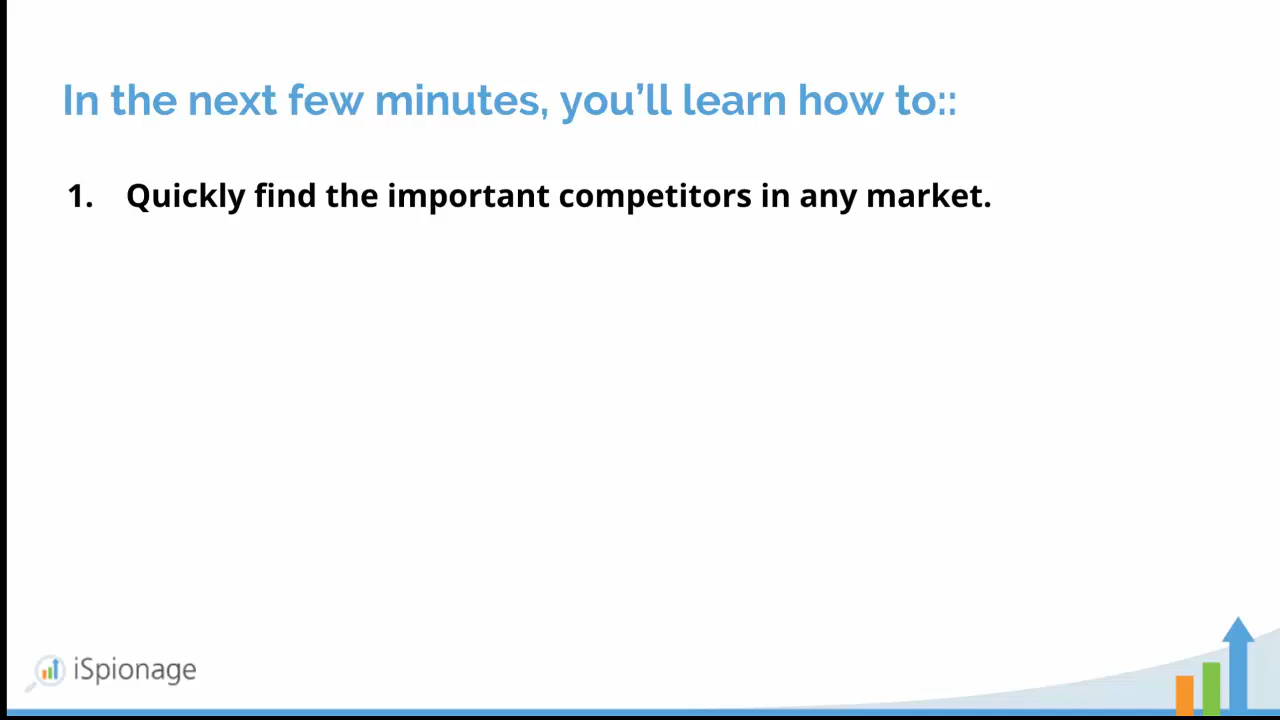 In the next few minutes, you’ll learn how to::
1. Quickly find the important competitors in any market.
iSpionage